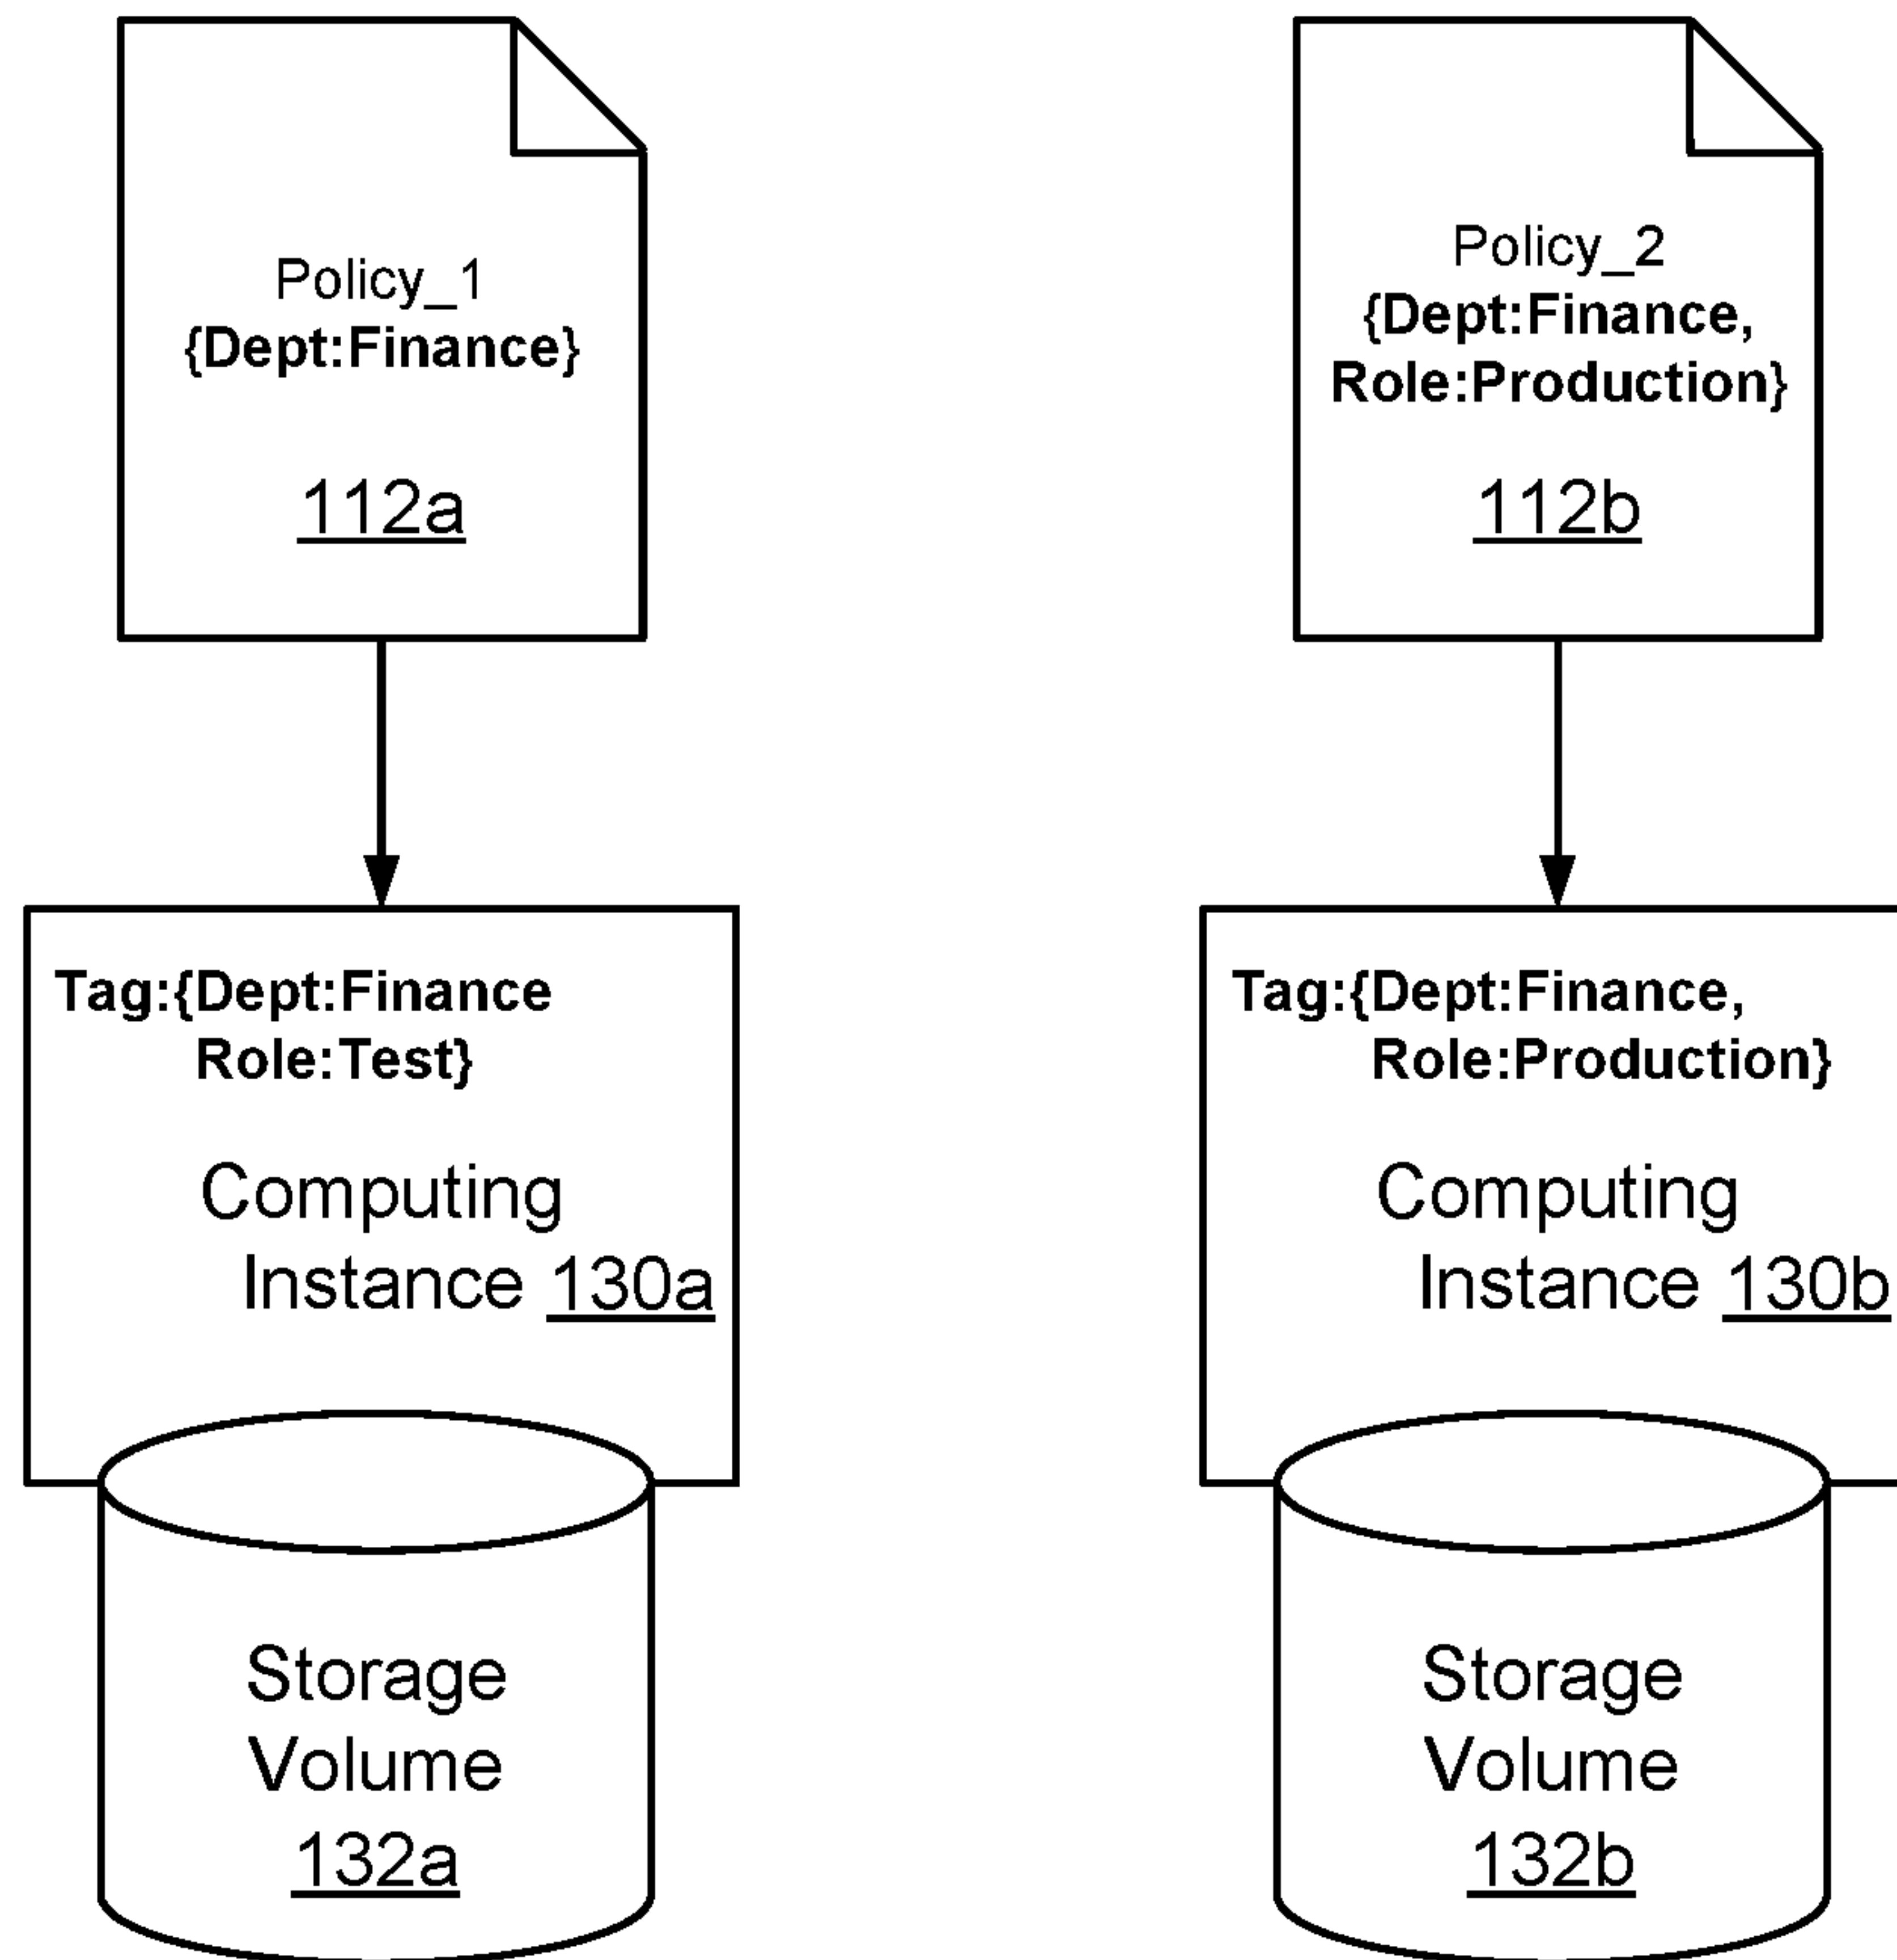 Policy_1
{Dept:Finance}
112a
Policy_2
{Dept:Finance,
Role:Production}
112b
Tag:{Dept:Finance
Role:Test}
Computing
Instance 130a
Tag:{Dept:Finance,
Role:Production}
Computing
Instance 130b
Storage
Volume
132a
Storage
Volume
132b